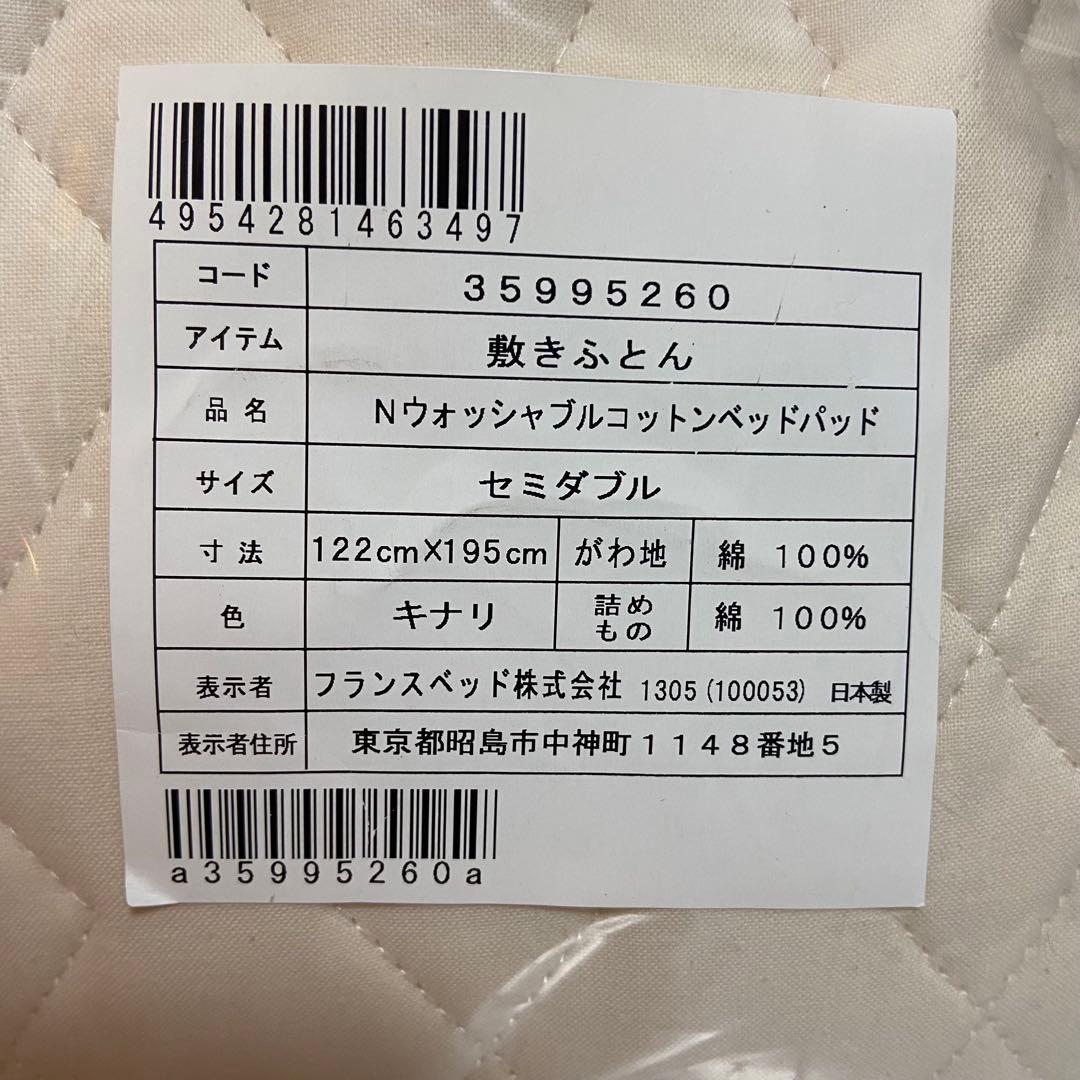 4954281463497
コード 35995260
アイテム 敷きふとん
品名 Nウォッシャブルコットンベッドパッド
サイズ セミダブル
寸法 122cm×195cm がわ地 綿 100%
色 キナリ 詰めもの 綿 100%
表示者 フランスベッド株式会社 1305(100053) 日本製
表示者住所 東京都昭島市中神町1148番地5
a35995260a